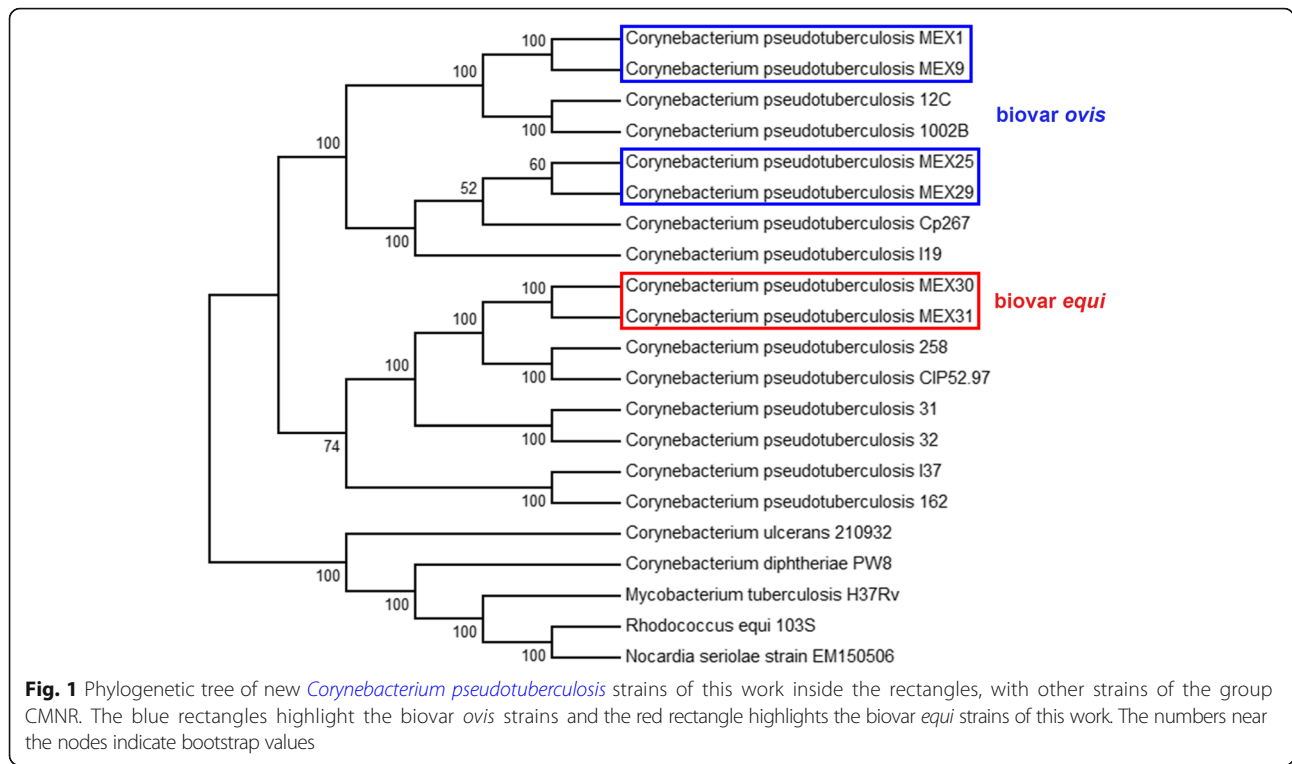 100
Corynebacterium pseudotuberculosis MEX1
Corynebacterium pseudotuberculosis MEX9
100
Corynebacterium pseudotuberculosis 12C
100
Corynebacterium pseudotuberculosis 1002B
biovar ovis
100
60
Corynebacterium pseudotuberculosis MEX25
Corynebacterium pseudotuberculosis MEX29
52
Corynebacterium pseudotuberculosis Cp267
100
Corynebacterium pseudotuberculosis I19
100
Corynebacterium pseudotuberculosis MEX30
Corynebacterium pseudotuberculosis MEX31
biovar equi
100
Corynebacterium pseudotuberculosis 258
100
Corynebacterium pseudotuberculosis CIP52.97
100
Corynebacterium pseudotuberculosis 31
100
Corynebacterium pseudotuberculosis 32
74
Corynebacterium pseudotuberculosis I37
100
Corynebacterium pseudotuberculosis 162
Corynebacterium ulcerans 210932
100
Corynebacterium diphtheriae PW8
100
Mycobacterium tuberculosis H37Rv
100
Rhodococcus equi 103S
100
Nocardia seriolae strain EM150506
Fig. 1 Phylogenetic tree of new Corynebacterium pseudotuberculosis strains of this work inside the rectangles, with other strains of the group
CMNR. The blue rectangles highlight the biovar ovis strains and the red rectangle highlights the biovar equi strains of this work. The numbers near
the nodes indicate bootstrap values